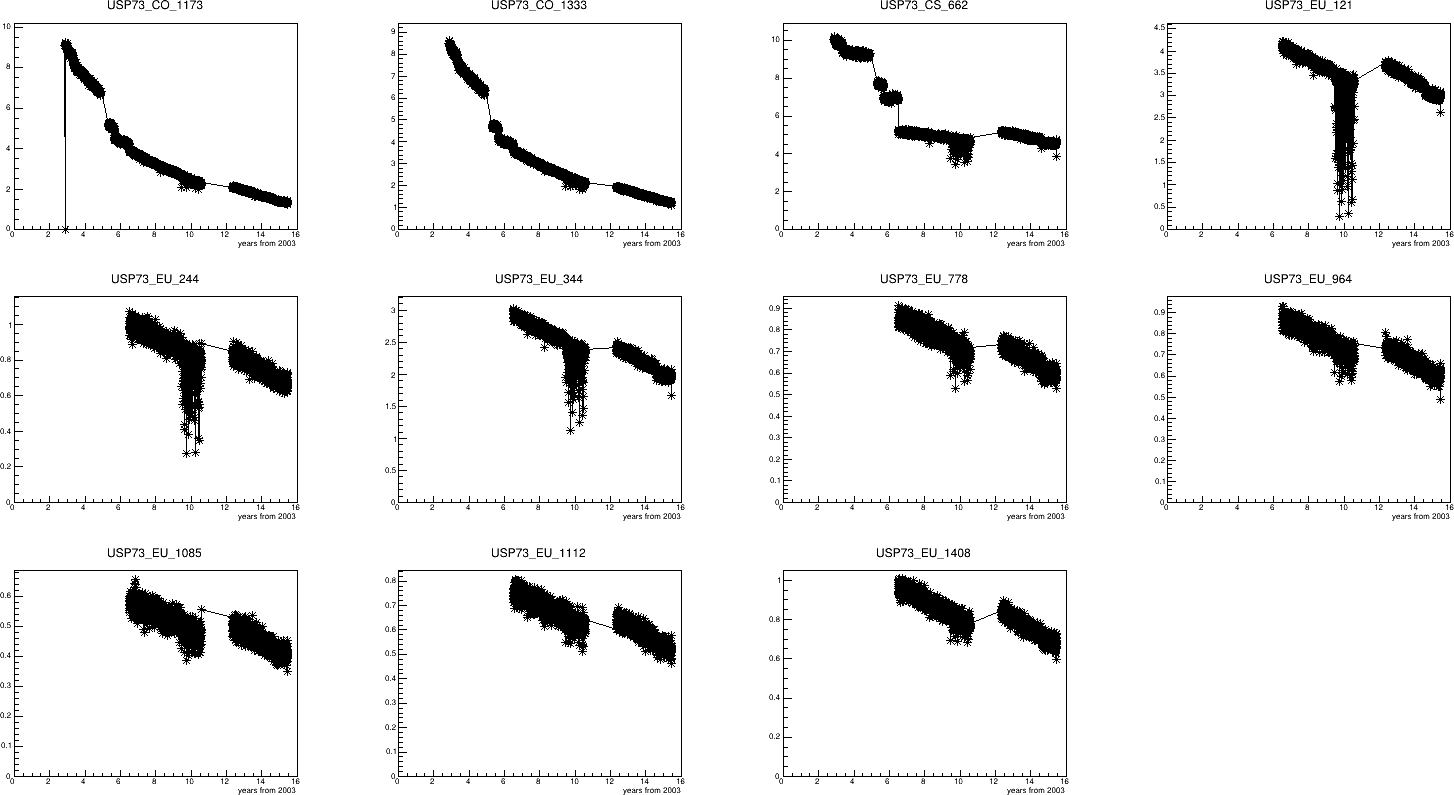 USP73_CO_1173
10
8
6
4
2
0
0 2 4 6 8 10 12 14 16
years from 2003
USP73_CO_1333
9
8
7
6
5
4
3
2
1
0
0 2 4 6 8 10 12 14 16
years from 2003
USP73_CS_662
10
8
6
4
2
0
0 2 4 6 8 10 12 14 16
years from 2003
USP73_EU_121
4.5
4
3.5
3
2.5
2
1.5
1
0.5
0
0 2 4 6 8 10 12 14 16
years from 2003
USP73_EU_244
1
0.8
0.6
0.4
0.2
0
0 2 4 6 8 10 12 14 16
years from 2003
USP73_EU_344
3
2.5
2
1.5
1
0.5
0
0 2 4 6 8 10 12 14 16
years from 2003
USP73_EU_778
0.9
0.8
0.7
0.6
0.5
0.4
0.3
0.2
0.1
0
0 2 4 6 8 10 12 14 16
years from 2003
USP73_EU_964
0.9
0.8
0.7
0.6
0.5
0.4
0.3
0.2
0.1
0
0 2 4 6 8 10 12 14 16
years from 2003
USP73_EU_1085
0.6
0.5
0.4
0.3
0.2
0.1
0
0 2 4 6 8 10 12 14 16
years from 2003
USP73_EU_1112
0.8
0.7
0.6
0.5
0.4
0.3
0.2
0.1
0
0 2 4 6 8 10 12 14 16
years from 2003
USP73_EU_1408
1
0.8
0.6
0.4
0.2
0
0 2 4 6 8 10 12 14 16
years from 2003